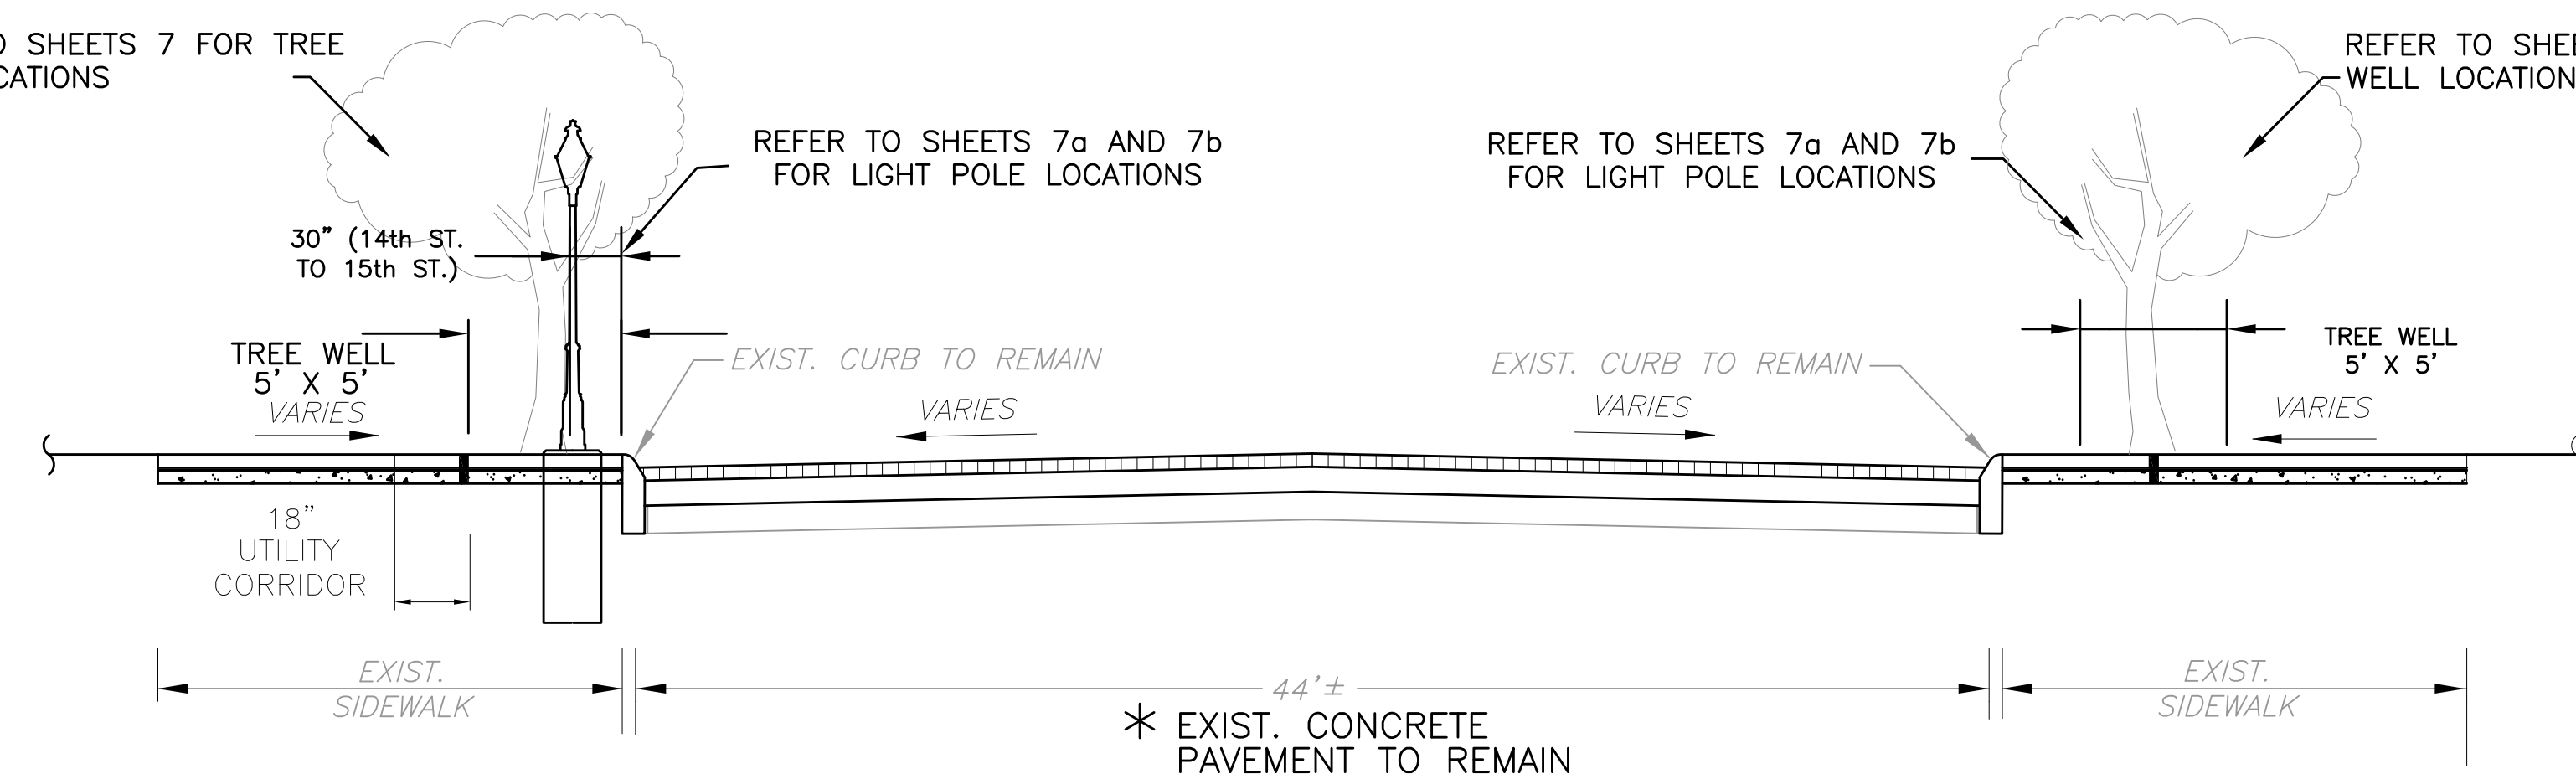 SHEETS 7 FOR TREE
REFER TO
WELL LOCATION
REFER TO SHEETS 7a AND 7b
FOR LIGHT POLE LOCATIONS
REFER TO SHEETS 7a AND 7b
FOR LIGHT POLE LOCATIONS
30" (14th ST.
TO 15th ST.)
TREE WELL
5' X 5'
VARIES
EXIST. CURB TO REMAIN
VARIES
EXIST. CURB TO REMAIN
VARIES
TREE WELL
5' X 5'
VARIES
18"
UTILITY
CORRIDOR
EXIST.
SIDEWALK
44'±
* EXIST. CONCRETE
PAVEMENT TO REMAIN
EXIST.
SIDEWALK